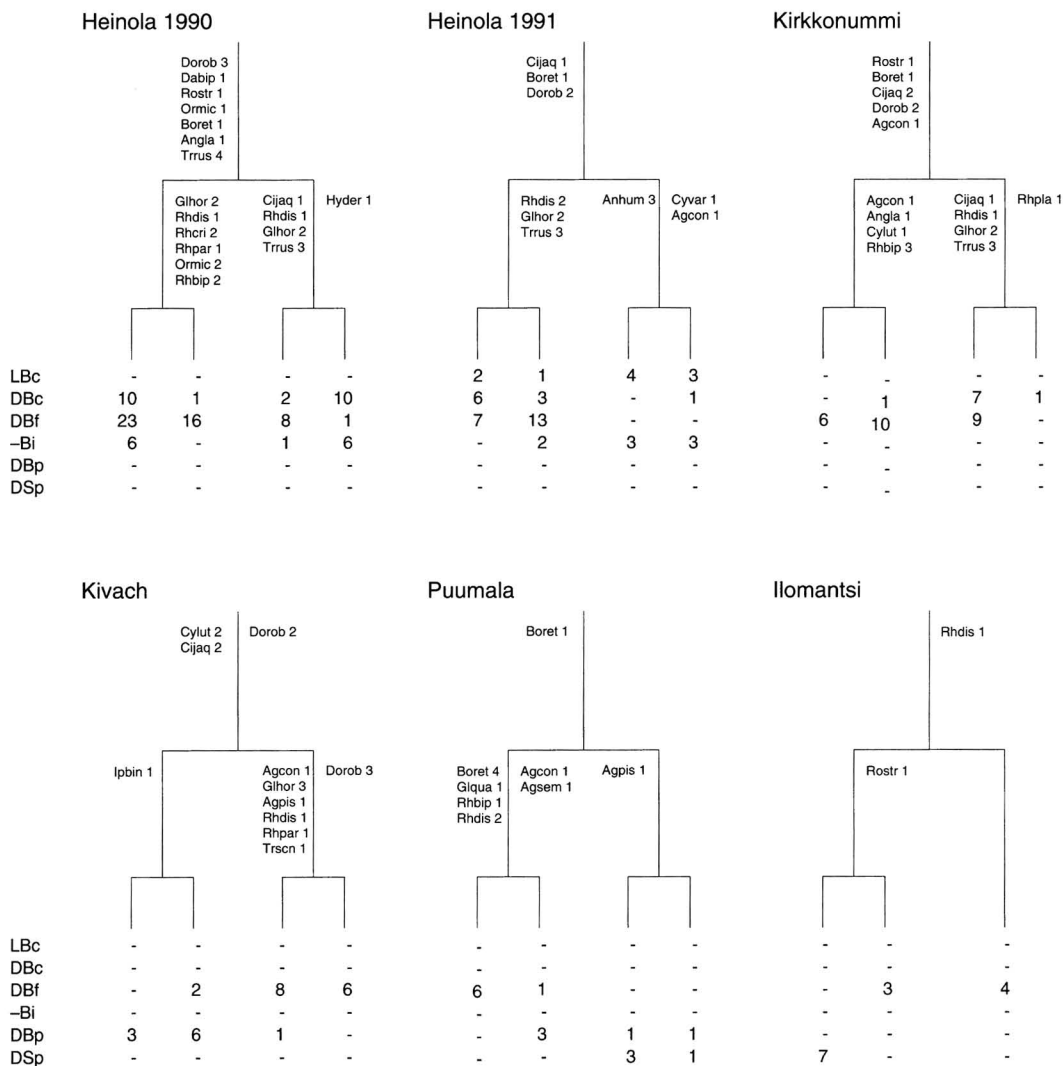 Heinola 1990
Dorob 3
Dabip 1
Rostr 1
Ormic 1
Boret 1
Angla 1
Trrus 4
Glhor 2
Rhdis 1
Rhcri 2
Rhpar 1
Ormic 2
Rhbip 2
Cijaq 1
Rhdis 1
Glhor 2
Trrus 3
Hyder 1
Heinola 1991
Cijaq 1
Boret 1
Dorob 2
Rhdis 2
Glhor 2
Trrus 3
Anhum 3
Cyvar 1
Agcon 1
Kirkkonummi
Rostr 1
Boret 1
Cijaq 2
Dorob 2
Agcon 1
Agcon 1
Angla 1
Cylut 1
Rhbip 3
Cijaq 1
Rhdis 1
Glhor 2
Trrus 3
Rhpla 1
LBc - - - - 2 1 4 3 - - - -
DBc 10 1 2 10 6 3 - 1 - 1 7 1
DBf 23 16 8 1 7 13 - - 6 10 9 -
–Bi 6 - 1 6 - 2 3 3 - - - -
DBp - - - - - - - - - - - -
DSp - - - - - - - - - - - -
Kivach
Cylut 2
Cijaq 2
Dorob 2
Ipbin 1
Agcon 1
Glhor 3
Agpis 1
Rhdis 1
Rhpar 1
Trscn 1
Dorob 3
Puumala
Boret 1
Boret 4
Glqua 1
Rhbip 1
Rhdis 2
Agcon 1
Agsem 1
Agpis 1
Ilomantsi
Rhdis 1
Rostr 1
LBc - - - - - - - - - - -
DBc - - - - - - - - - - -
DBf - 2 8 6 6 1 - - - 3 4
–Bi - - - - - - - - - - -
DBp 3 6 1 - - 3 1 1 - - -
DSp - - - - - - 3 1 7 - -